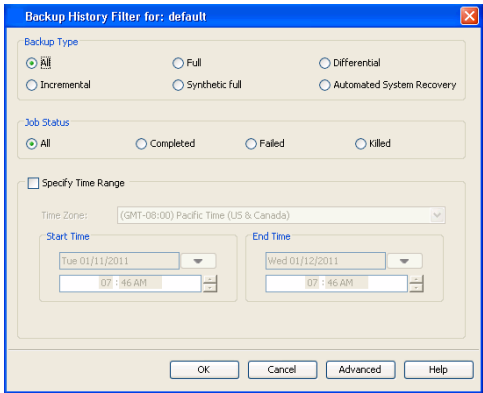 Backup History Filter for: default
Backup Type
All Full Differential
Incremental Synthetic full Automated System Recovery
Job Status
All Completed Failed Killed
Specify Time Range
Time Zone: (GMT-08:00) Pacific Time (US & Canada)
Start Time End Time
Tue 01/11/2011 Wed 01/12/2011
07 : 46 AM 07 : 46 AM
OK Cancel Advanced Help